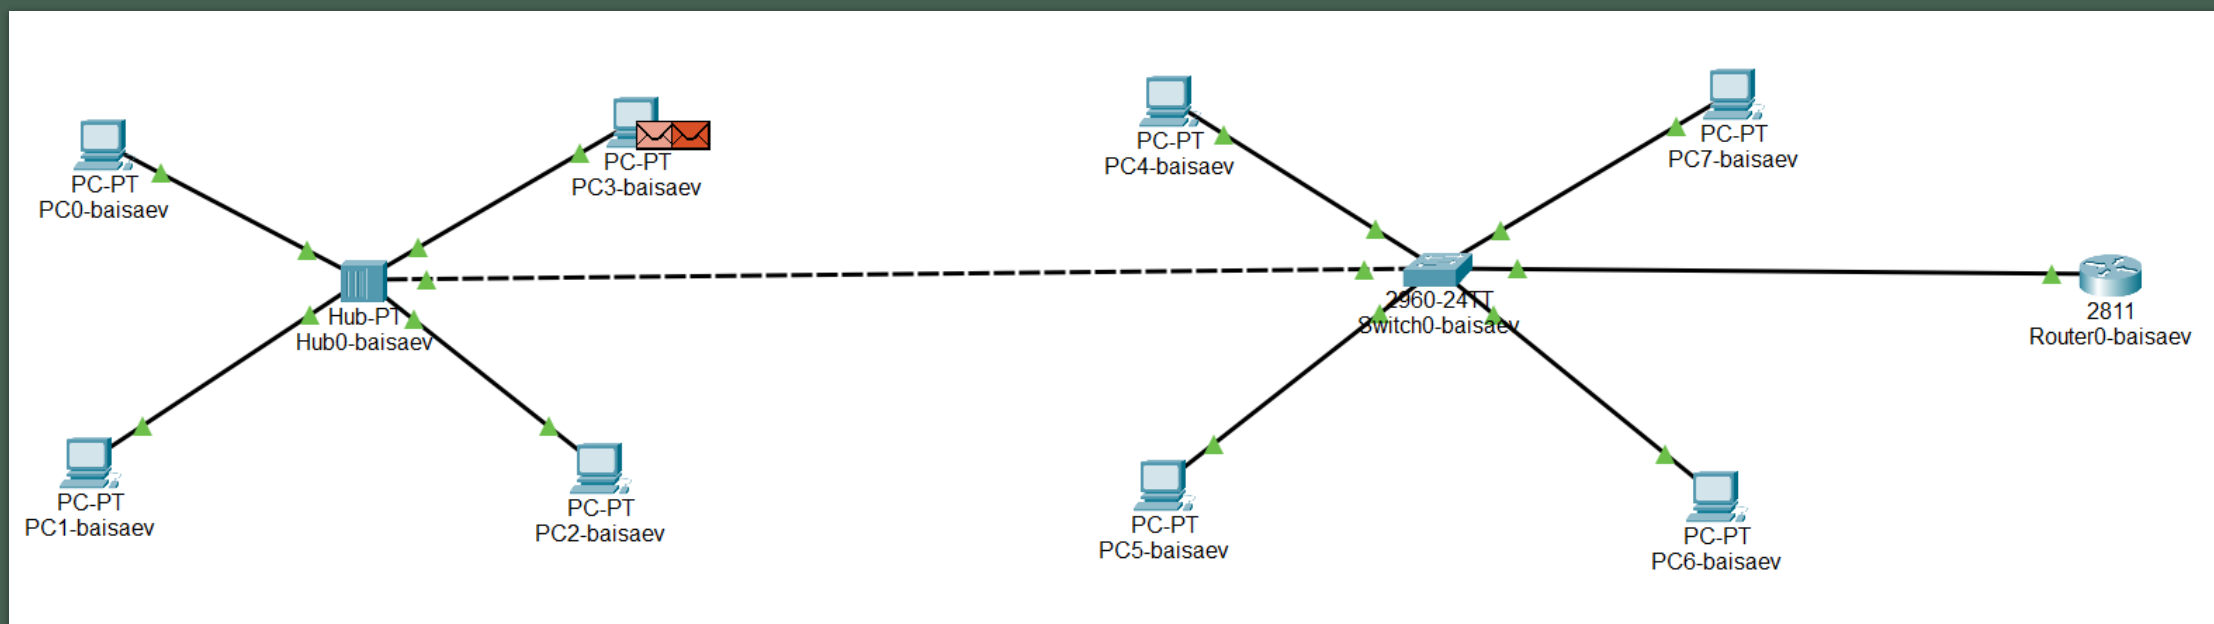 PC-PT
PC0-baisaev
PC-PT
PC3-baisaev
PC-PT
PC4-baisaev
PC-PT
PC7-baisaev
Hub-PT
Hub0-baisaev
2960-24TT
Switch0-baisaev
2811
Router0-baisaev
PC-PT
PC1-baisaev
PC-PT
PC2-baisaev
PC-PT
PC5-baisaev
PC-PT
PC6-baisaev